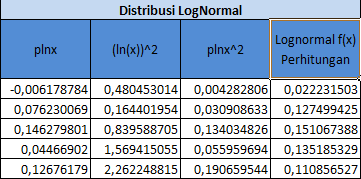 Distribusi LogNormal
plnx (ln(x))^2 plnx^2 Lognormal f(x) Perhitungan
-0,006178784 0,480453014 0,004282806 0,022231503
0,076230069 0,164401954 0,030908633 0,127499425
0,146279801 0,839588705 0,134034826 0,151067388
0,04466902 1,569415055 0,055959694 0,135185329
0,12676179 2,262248815 0,190659544 0,110856527